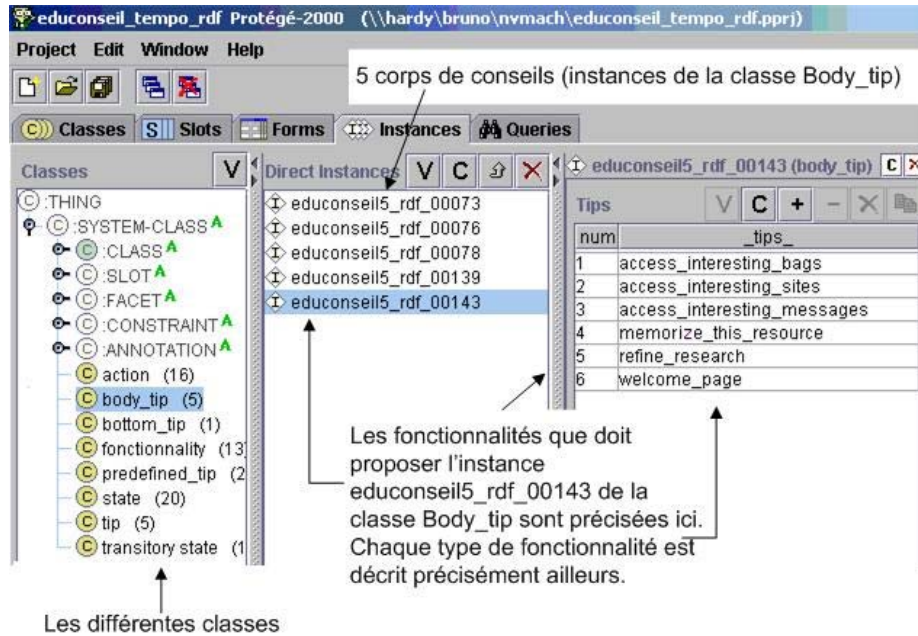 educonseil_tempo_rdf Protégé-2000 (\\hardy\bruno\nvmach\educonseil_tempo_rdf.pprj)
Project Edit Window Help
5 corps de conseils (instances de la classe Body_tip)
Classes Slots Forms Instances Queries
Classes V
:THING
:SYSTEM-CLASS A
:CLASS A
:SLOT A
:FACET A
:CONSTRAINT A
:ANNOTATION A
action (16)
body_tip (5)
bottom_tip (1)
fonctionnality (13)
predefined_tip (2
state (20)
tip (5)
transitory state (1
Direct Instances V C
educonseil5_rdf_00073
educonseil5_rdf_00076
educonseil5_rdf_00078
educonseil5_rdf_00139
educonseil5_rdf_00143
educonseil5_rdf_00143 (body_tip) C
Tips V C + -
num _tips_
1 access_interesting_bags
2 access_interesting_sites
3 access_interesting_messages
4 memorize_this_resource
5 refine_research
6 welcome_page
Les fonctionnalités que doit
proposer l'instance
educonseil5_rdf_00143 de la
classe Body_tip sont précisées ici.
Chaque type de fonctionnalité est
décrit précisément ailleurs.
Les différentes classes